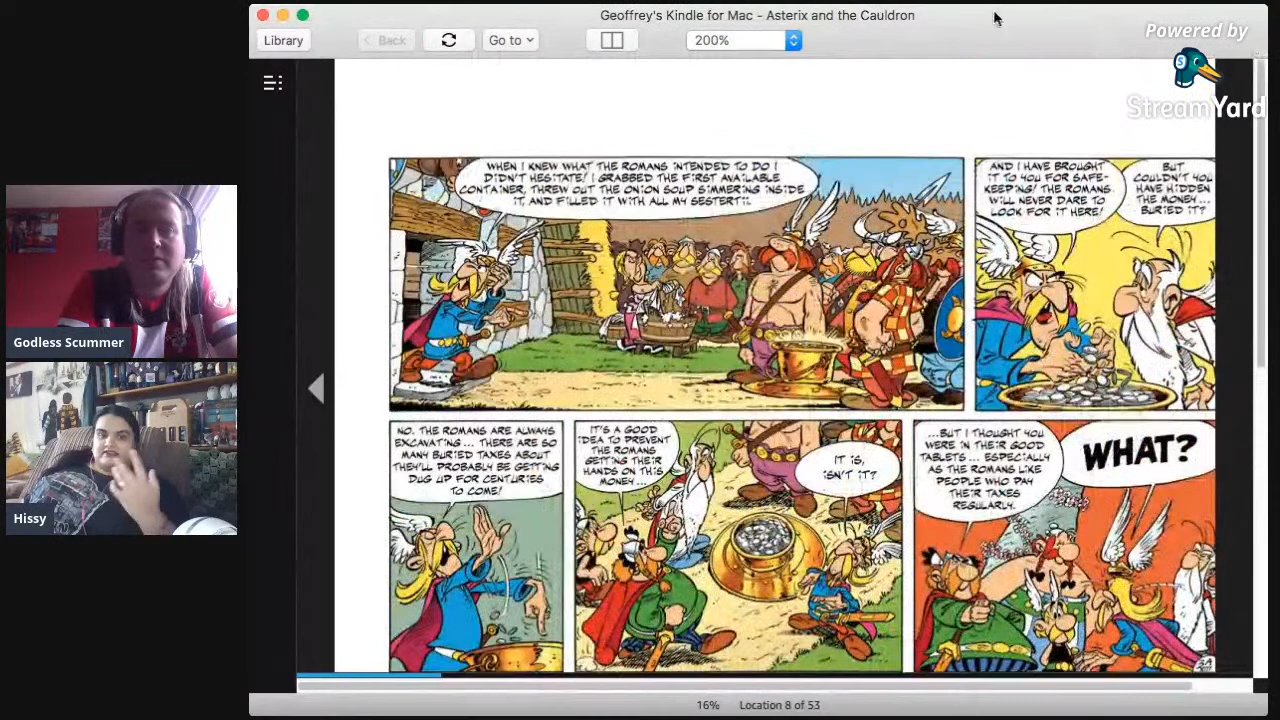 Geoffrey's Kindle for Mac - Asterix and the Cauldron
Library
Back
Go to
200%
Powered by
StreamYard
WHEN I KNEW WHAT THE ROMANS INTENDED TO DO I
DIDN'T HESITATE! I GRABBED THE FIRST AVAILABLE
CONTAINER, THREW OUT THE ONION SOUP SIMMERING INSIDE
IT, AND FILLED IT WITH ALL MY SESTERTII.
AND I HAVE BROUGHT
IT TO YOU FOR SAFE-
KEEPING! THE ROMANS
WILL NEVER DARE TO
LOOK FOR IT HERE!
BUT
COULDN'T YOU
HAVE HIDDEN
THE MONEY...
BURIED IT?
NO. THE ROMANS ARE ALWAYS
EXCAVATING... THERE ARE SO
MANY BURIED TAXES ABOUT
THEY'LL PROBABLY BE GETTING
DUG UP FOR CENTURIES
TO COME!
IT'S A GOOD
IDEA TO PREVENT
THE ROMANS
GETTING THEIR
HANDS ON THIS
MONEY...
IT IS,
ISN'T IT?
...BUT I THOUGHT YOU
WERE IN THEIR GOOD
TABLETS... ESPECIALLY
AS THE ROMANS LIKE
PEOPLE WHO PAY
THEIR TAXES
REGULARLY.
WHAT?
3A
Godless Scummer
Hissy
16%
Location 8 of 53